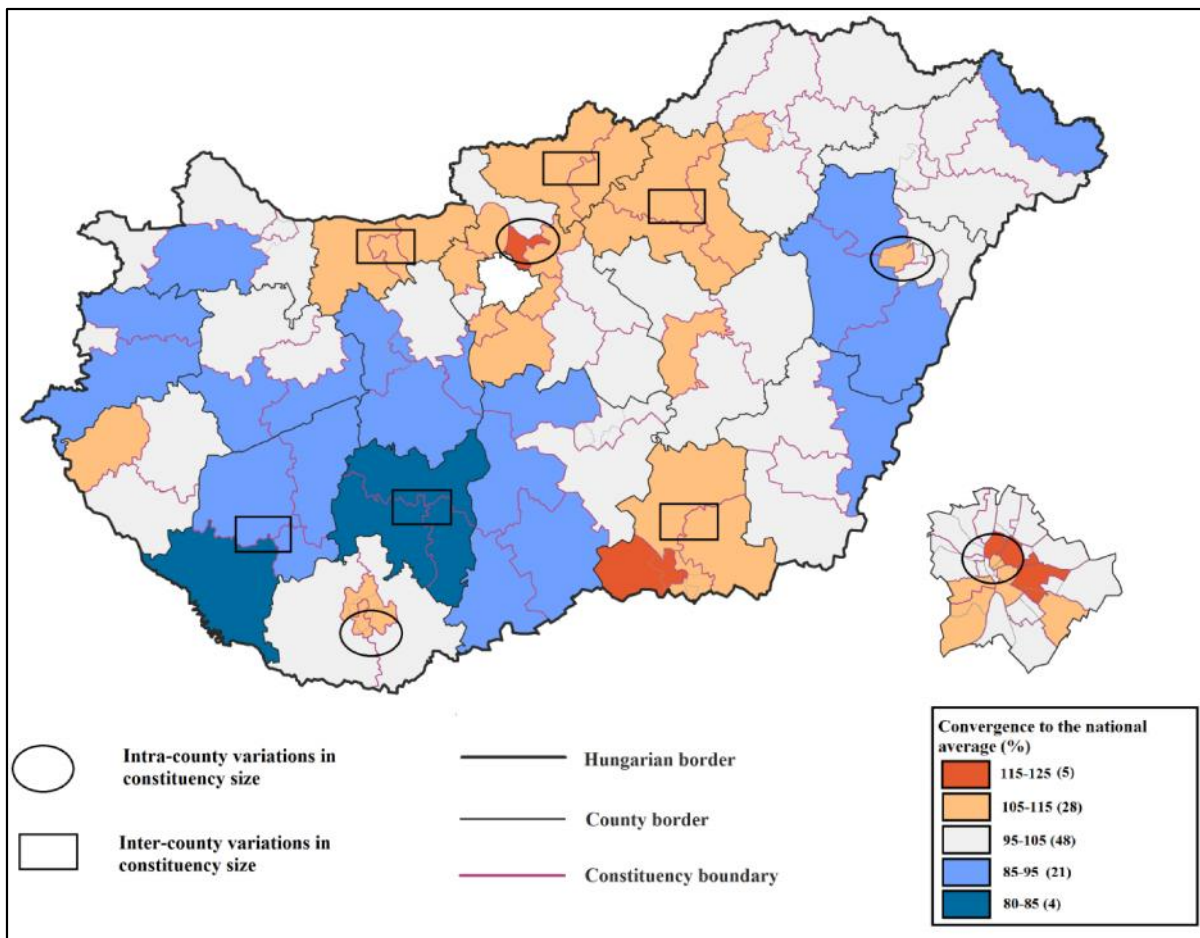 Intra-county variations in
constituency size
Inter-county variations in
constituency size
Hungarian border
County border
Constituency boundary
Convergence to the national
average (%)
115-125 (5)
105-115 (28)
95-105 (48)
85-95 (21)
80-85 (4)